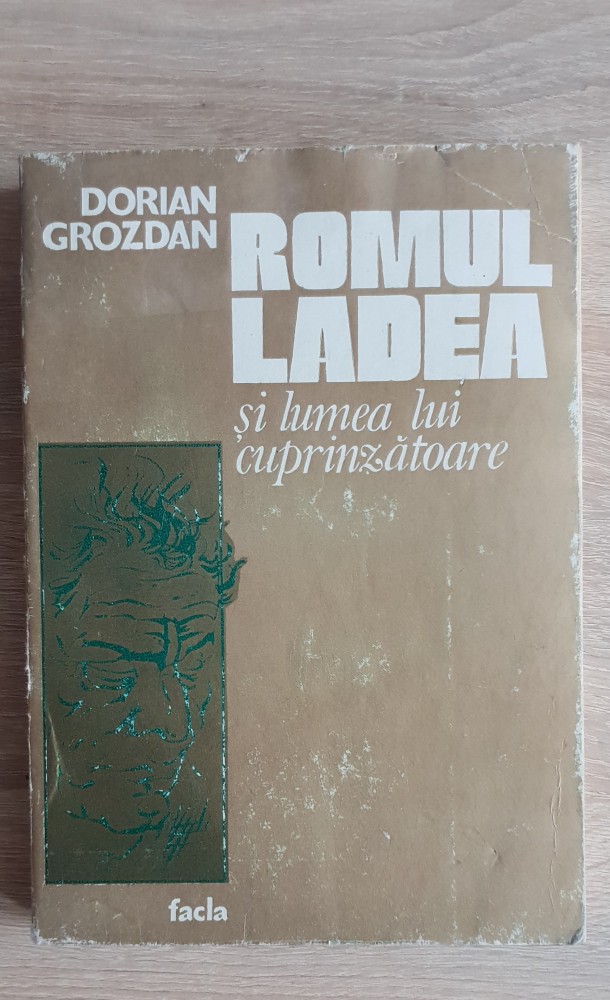 DORIAN
GROZDAN
ROMUL
LADEA
și lumea lui
cuprinzătoare
facla